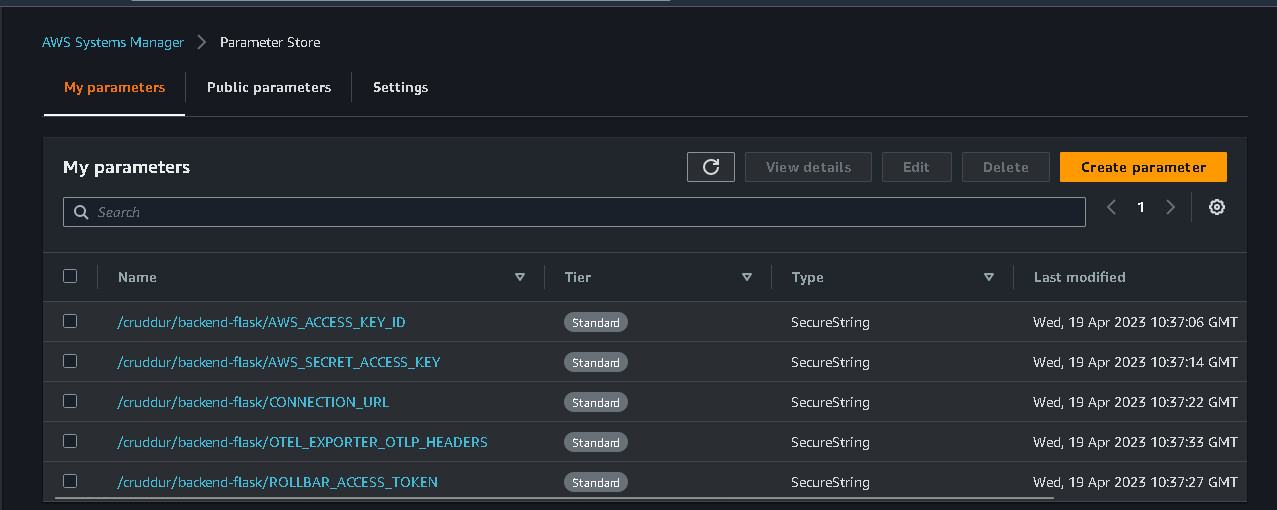 AWS Systems Manager > Parameter Store
My parameters Public parameters Settings
My parameters View details Edit Delete Create parameter
Search 1
Name Tier Type Last modified
/cruddur/backend-flask/AWS_ACCESS_KEY_ID Standard SecureString Wed, 19 Apr 2023 10:37:06 GMT
/cruddur/backend-flask/AWS_SECRET_ACCESS_KEY Standard SecureString Wed, 19 Apr 2023 10:37:14 GMT
/cruddur/backend-flask/CONNECTION_URL Standard SecureString Wed, 19 Apr 2023 10:37:22 GMT
/cruddur/backend-flask/OTEL_EXPORTER_OTLP_HEADERS Standard SecureString Wed, 19 Apr 2023 10:37:33 GMT
/cruddur/backend-flask/ROLLBAR_ACCESS_TOKEN Standard SecureString Wed, 19 Apr 2023 10:37:27 GMT